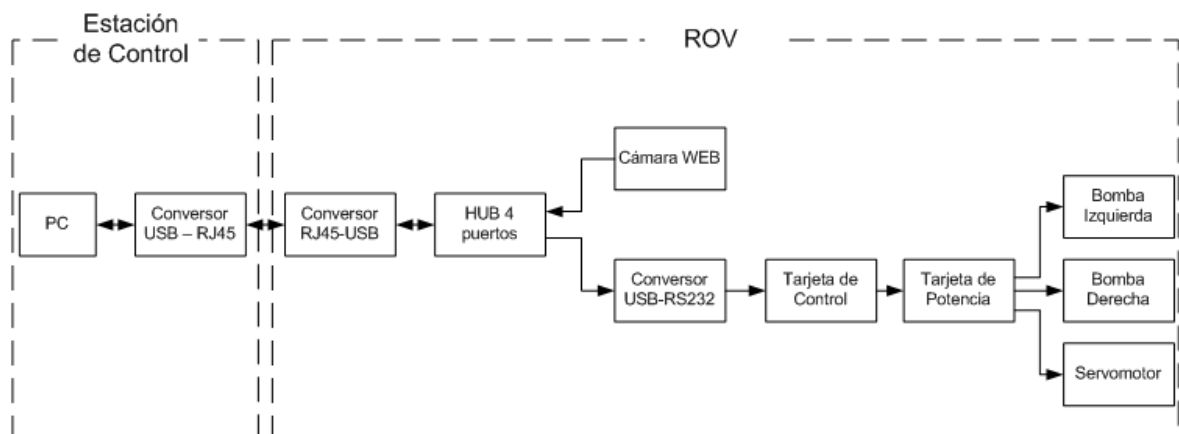 Estación
de Control
ROV
Cámara WEB
PC
Conversor
USB – RJ45
Conversor
RJ45-USB
HUB 4
puertos
Bomba
Izquierda
Conversor
USB-RS232
Tarjeta de
Control
Tarjeta de
Potencia
Bomba
Derecha
Servomotor